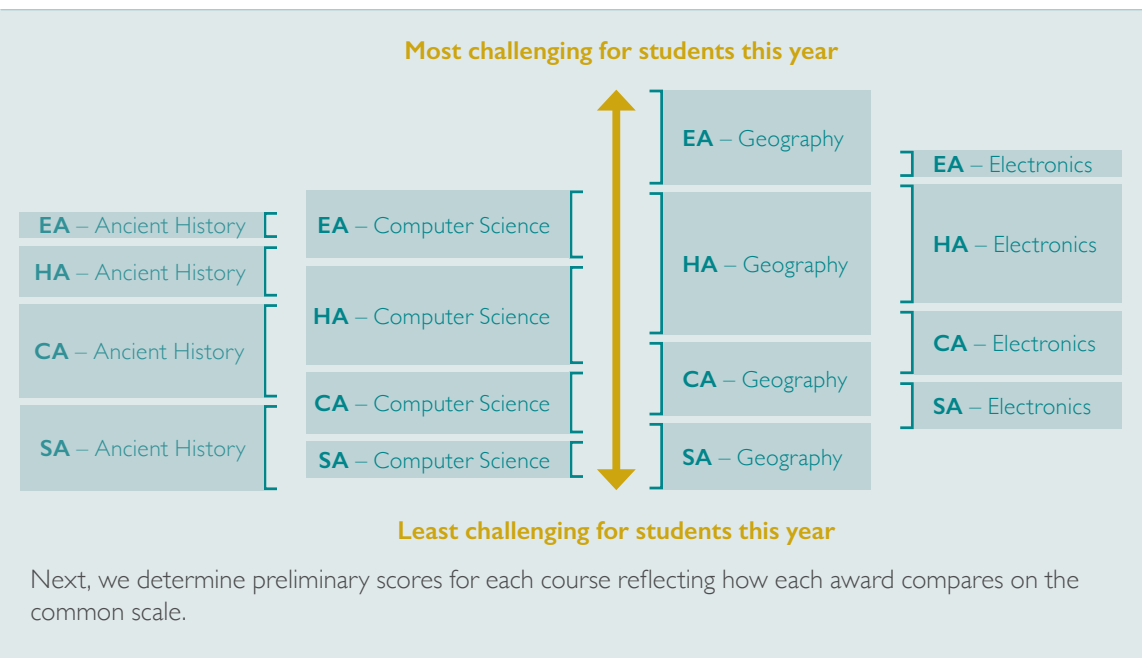 Most challenging for students this year
EA – Ancient History
HA – Ancient History
CA – Ancient History
SA – Ancient History
EA – Computer Science
HA – Computer Science
CA – Computer Science
SA – Computer Science
EA – Geography
HA – Geography
CA – Geography
SA – Geography
EA – Electronics
HA – Electronics
CA – Electronics
SA – Electronics
Least challenging for students this year
Next, we determine preliminary scores for each course reflecting how each award compares on the
common scale.